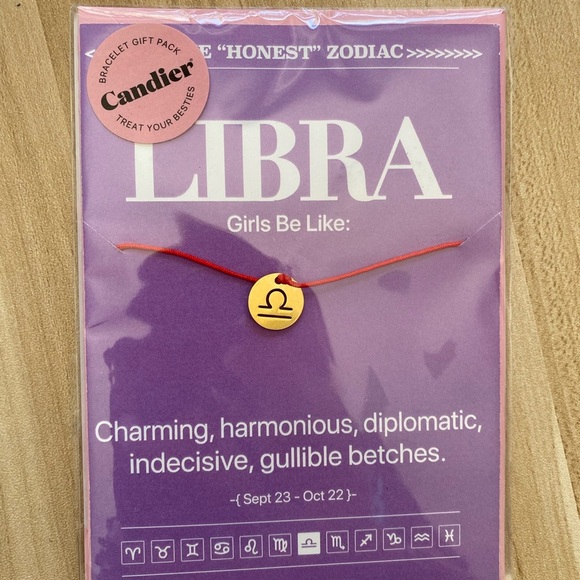 BRACELET GIFT PACK
Candier
TREAT YOUR BESTIES
"HONEST" ZODIAC >>>>>>>>>
LIBRA
Girls Be Like:
Charming, harmonious, diplomatic,
indecisive, gullible betches.
-{ Sept 23 - Oct 22 }-
♈ ♉ ♊ ♋ ♌ ♍ ♎ ♏ ♐ ♑ ♒ ♓